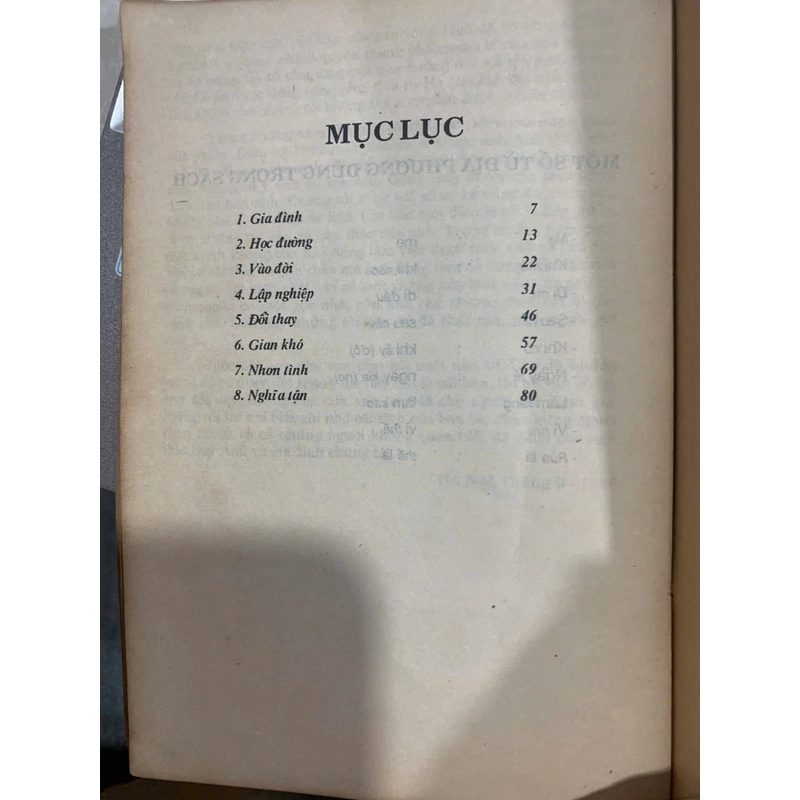 MỤC LỤC
1. Gia đình 7
2. Học đường 13
3. Vào đời 22
4. Lập nghiệp 31
5. Đổi thay 46
6. Gian khó 57
7. Nhơn tình 69
8. Nghĩa tận 80